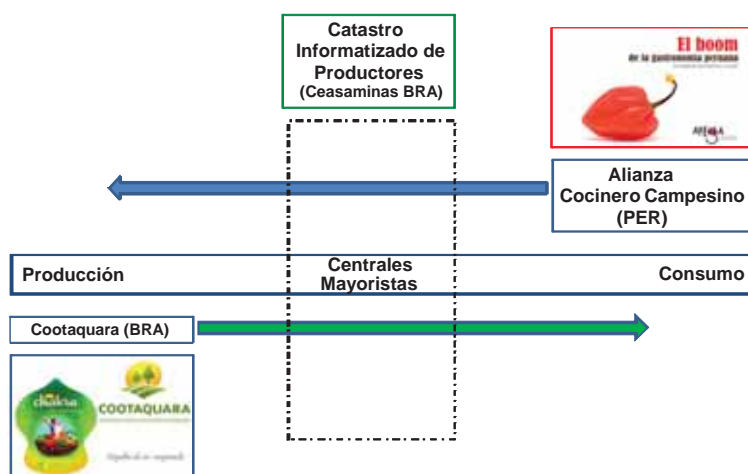 Catastro
Informatizado de
Productores
(Ceasaminas BRA)
El boom
de la gastronomía peruana
Alianza
Cocinero Campesino
(PER)
Producción
Centrales
Mayoristas
Consumo
Cootaquara (BRA)
COOTAQUARA